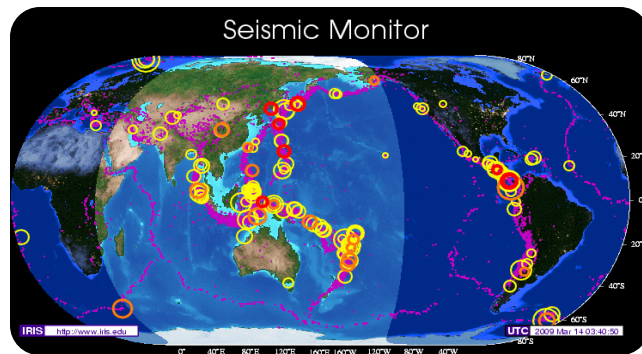 Seismic Monitor
80°N
60°N
40°N
20°N
0°
20°S
40°S
60°S
80°S
IRIS http://www.iris.edu
UTC 2009 Mar 14 03:40:50
0° 40°E 80°E 120°E 160°E 160°W 120°W 80°W 40°W